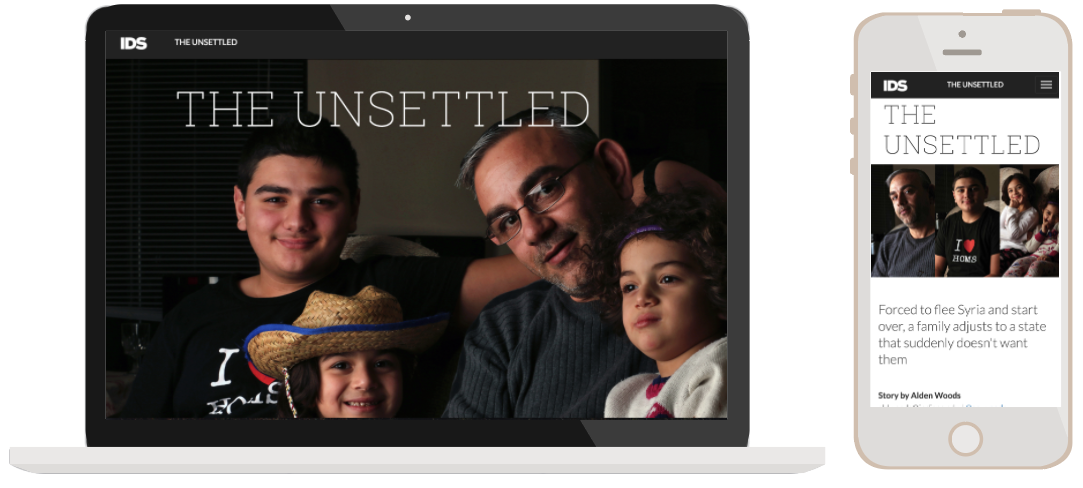 IDS THE UNSETTLED
THE UNSETTLED
I
HOMS
IDS THE UNSETTLED
THE
UNSETTLED
I
HOMS
Forced to flee Syria and start
over, a family adjusts to a state
that suddenly doesn't want
them
Story by Alden Woods